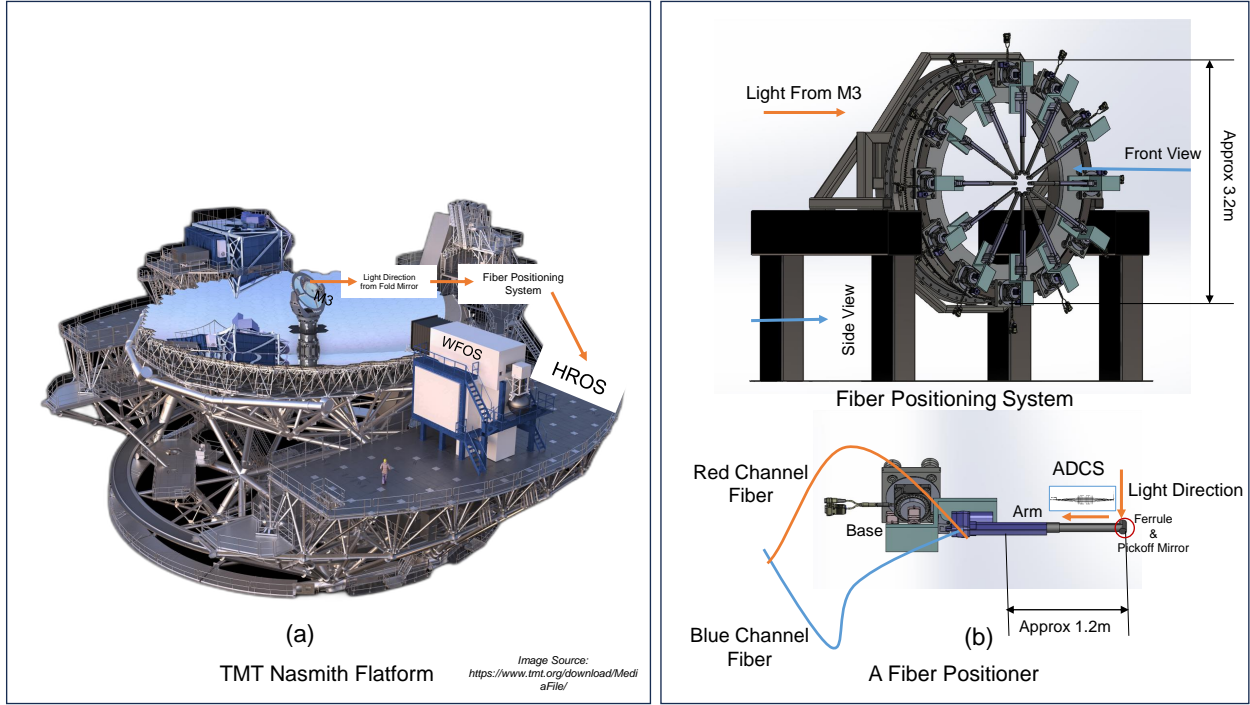 M3
Light Direction
from Fold Mirror
Fiber Positioning
System
WFOS
HROS
(a)
TMT Nasmith Flatform
Image Source:
https://www.tmt.org/download/Medi
aFile/
Light From M3
Front View
Approx 3.2m
Side View
Fiber Positioning System
Red Channel
Fiber
ADCS
Light Direction
Arm
Base
Ferrule
&
Pickoff Mirror
Approx 1.2m
Blue Channel
Fiber
(b)
A Fiber Positioner